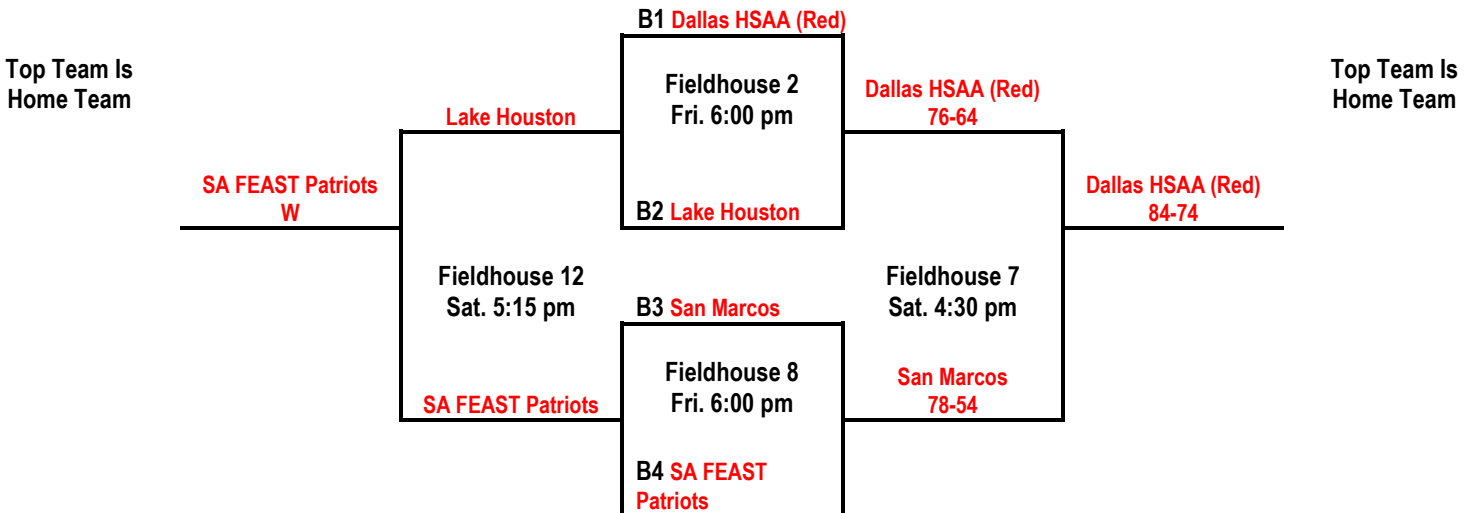 B1 Dallas HSAA (Red)
Top Team Is
Home Team
Fieldhouse 2
Fri. 6:00 pm
Top Team Is
Home Team
Lake Houston
Dallas HSAA (Red)
76-64
SA FEAST Patriots
W
B2 Lake Houston
Dallas HSAA (Red)
84-74
Fieldhouse 12
Sat. 5:15 pm
B3 San Marcos
Fieldhouse 7
Sat. 4:30 pm
SA FEAST Patriots
Fieldhouse 8
Fri. 6:00 pm
San Marcos
78-54
B4 SA FEAST
Patriots